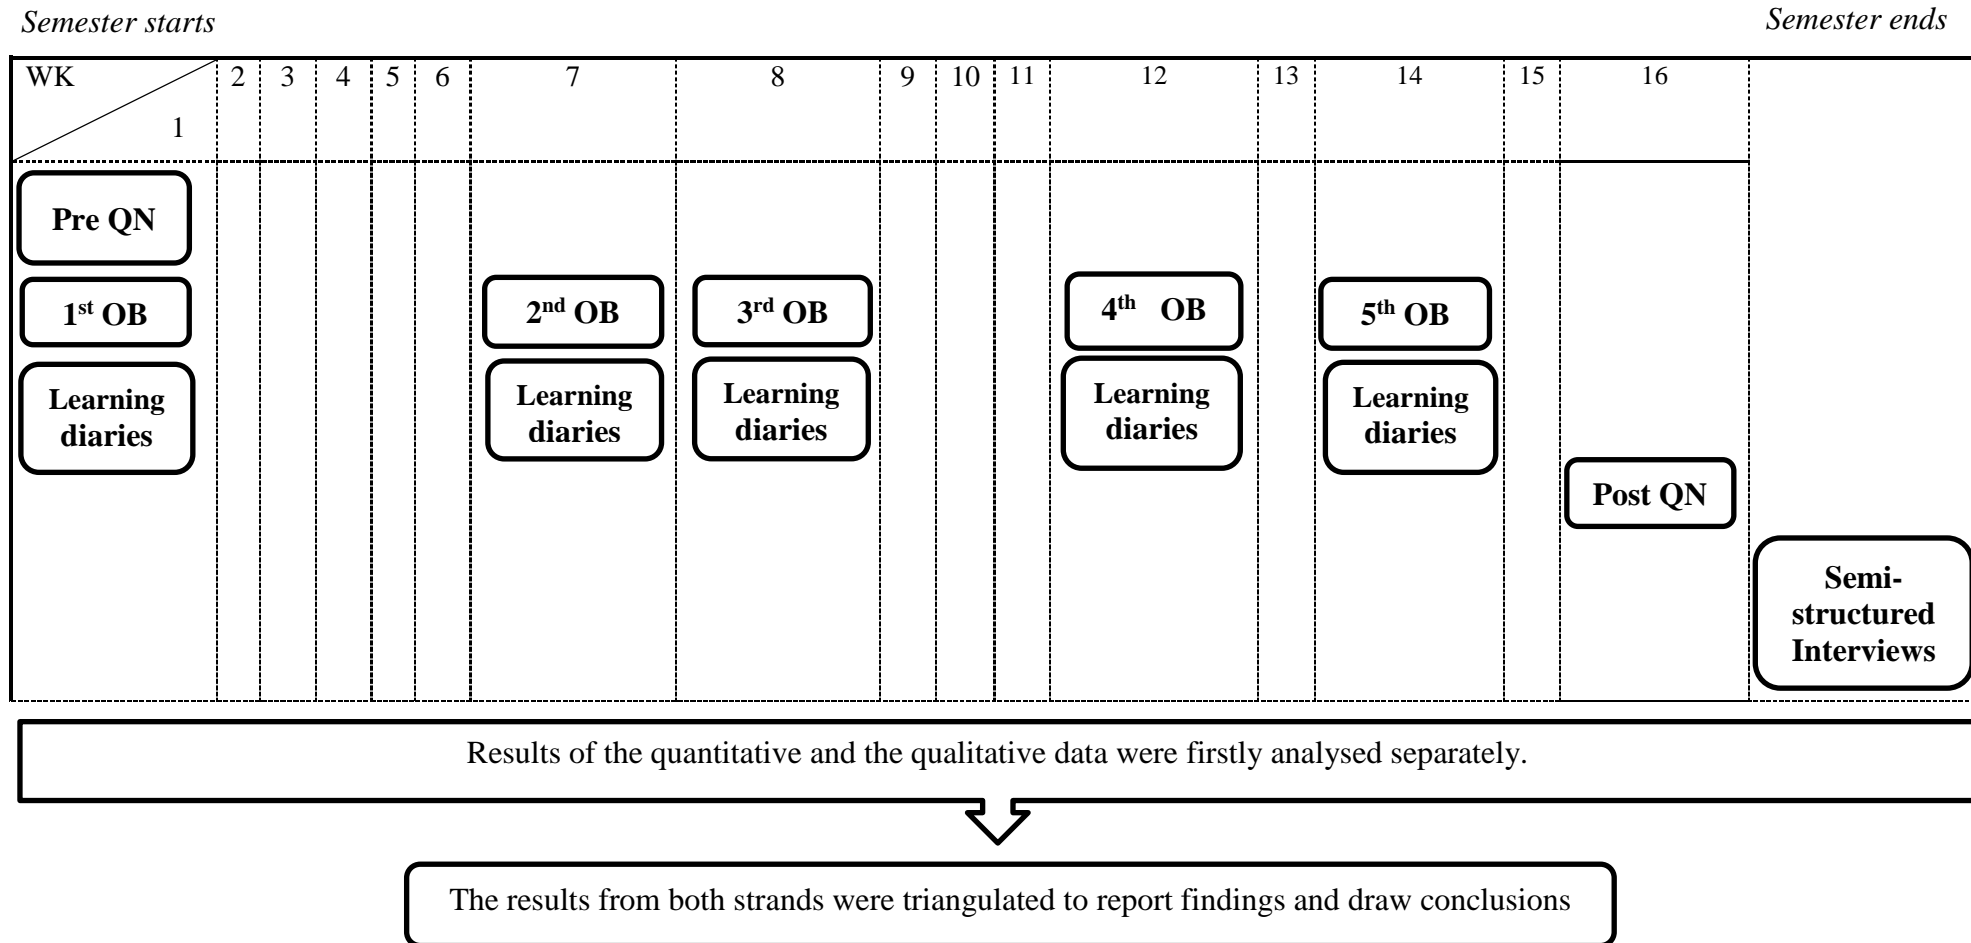 Semester starts
Semester ends
WK 2 3 4 5 6 7 8 9 10 11 12 13 14 15 16
1
Pre QN
1st OB
2nd OB
3rd OB
4th OB
5th OB
Learning
diaries
Learning
diaries
Learning
diaries
Learning
diaries
Learning
diaries
Post QN
Semi-
structured
Interviews
Results of the quantitative and the qualitative data were firstly analysed separately.
The results from both strands were triangulated to report findings and draw conclusions